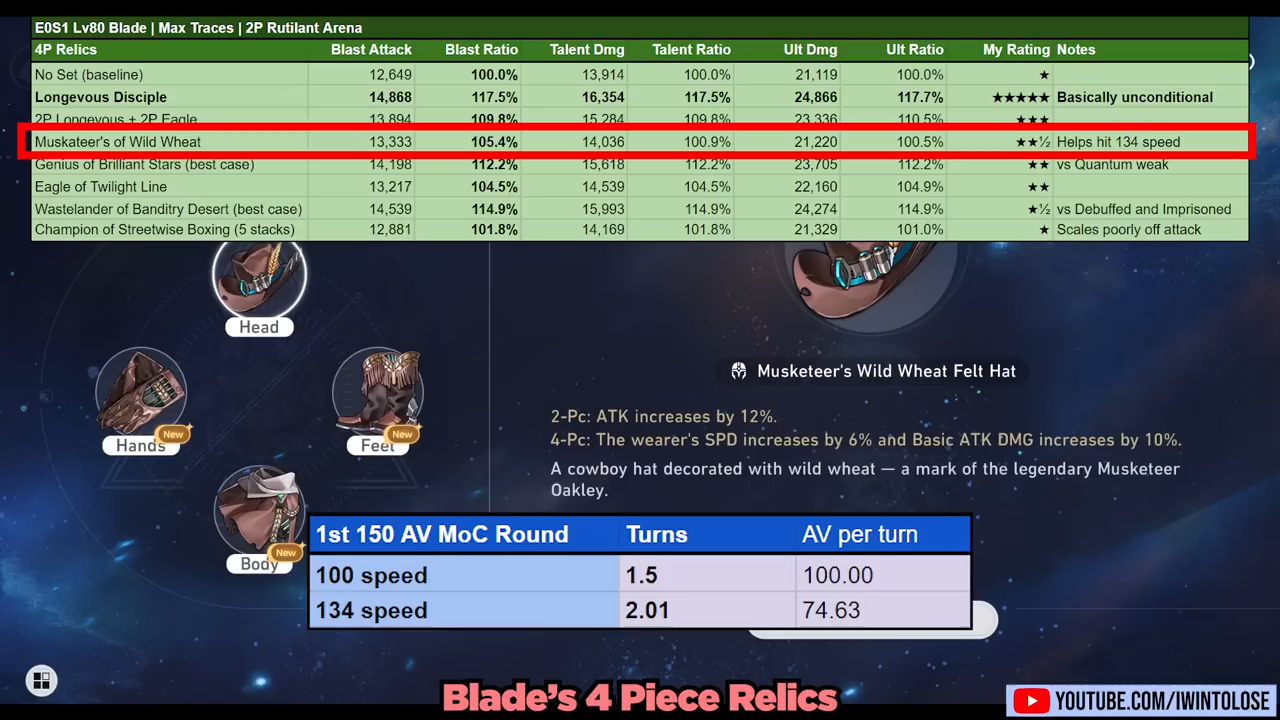 E0S1 Lv80 Blade | Max Traces | 2P Rutilant Arena
4P Relics Blast Attack Blast Ratio Talent Dmg Talent Ratio Ult Dmg Ult Ratio My Rating Notes
No Set (baseline) 12,649 100.0% 13,914 100.0% 21,119 100.0% ★
Longevous Disciple 14,868 117.5% 16,354 117.5% 24,866 117.7% ★★★★★ Basically unconditional
2P Longevous + 2P Eagle 13,894 109.8% 15,284 109.8% 23,336 110.5% ★★★
Musketeer's of Wild Wheat 13,333 105.4% 14,036 100.9% 21,220 100.5% ★★½ Helps hit 134 speed
Genius of Brilliant Stars (best case) 14,198 112.2% 15,618 112.2% 23,705 112.2% ★★ vs Quantum weak
Eagle of Twilight Line 13,217 104.5% 14,539 104.5% 22,160 104.9% ★★
Wastelander of Banditry Desert (best case) 14,539 114.9% 15,993 114.9% 24,274 114.9% ★½ vs Debuffed and Imprisoned
Champion of Streetwise Boxing (5 stacks) 12,881 101.8% 14,169 101.8% 21,329 101.0% ★ Scales poorly off attack
Head
Hands New
Feet New
Body New
Musketeer's Wild Wheat Felt Hat
2-Pc: ATK increases by 12%.
4-Pc: The wearer's SPD increases by 6% and Basic ATK DMG increases by 10%.
A cowboy hat decorated with wild wheat — a mark of the legendary Musketeer
Oakley.
1st 150 AV MoC Round Turns AV per turn
100 speed 1.5 100.00
134 speed 2.01 74.63
Blade's 4 Piece Relics
YOUTUBE.COM/IWINTOLOSE